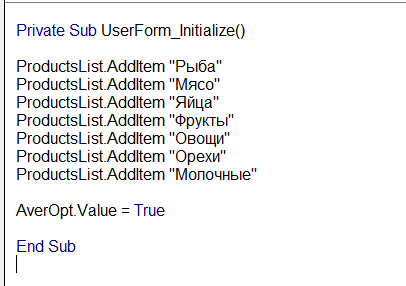 Private Sub UserForm_Initialize()
ProductsList.AddItem "Рыба"
ProductsList.AddItem "Мясо"
ProductsList.AddItem "Яйца"
ProductsList.AddItem "Фрукты"
ProductsList.AddItem "Овощи"
ProductsList.AddItem "Орехи"
ProductsList.AddItem "Молочные"
AverOpt.Value = True
End Sub